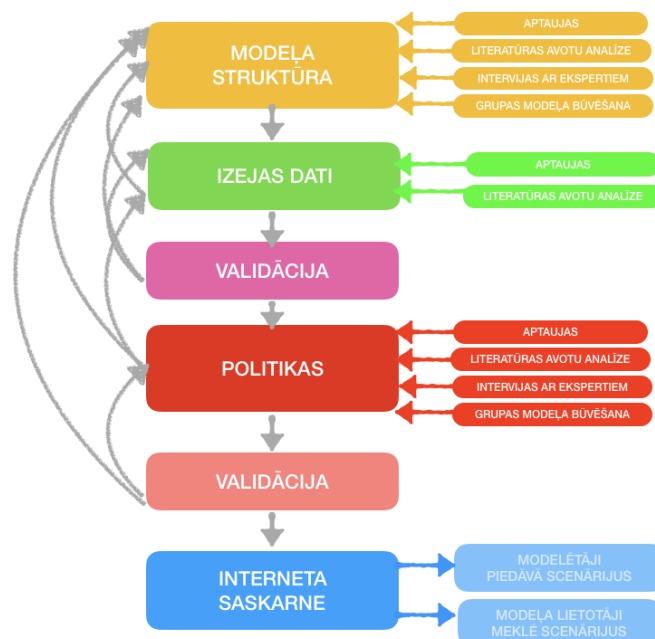 MODEĻA
STRUKTŪRA
APTAUJAS
LITERATŪRAS AVOTU ANALĪZE
INTERVIJAS AR EKSPERTIEM
GRUPAS MODEĻA BŪVĒŠANA
IZEJAS DATI
APTAUJAS
LITERATŪRAS AVOTU ANALĪZE
VALIDĀCIJA
POLITIKAS
APTAUJAS
LITERATŪRAS AVOTU ANALĪZE
INTERVIJAS AR EKSPERTIEM
GRUPAS MODEĻA BŪVĒŠANA
VALIDĀCIJA
INTERNETA
SASKARNE
MODELĒTĀJI
PIEDĀVĀ SCENĀRIJUS
MODEĻA LIETOTĀJI
MEKLĒ SCENĀRIJUS